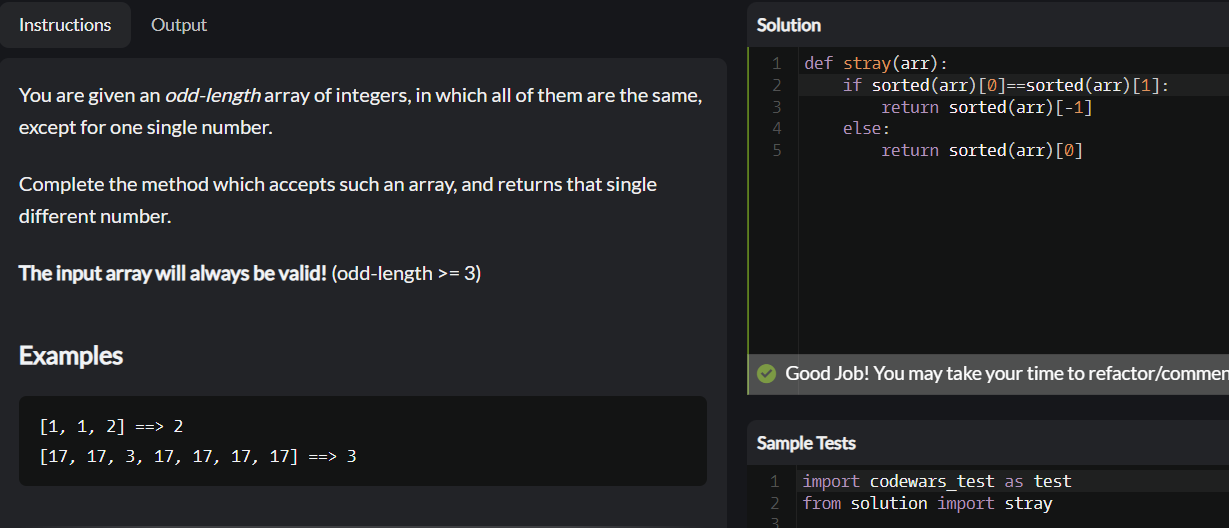 Instructions Output
You are given an odd-length array of integers, in which all of them are the same,
except for one single number.
Complete the method which accepts such an array, and returns that single
different number.
The input array will always be valid! (odd-length >= 3)
Examples
[1, 1, 2] ==> 2
[17, 17, 3, 17, 17, 17, 17] ==> 3
Solution
1 def stray(arr):
2 if sorted(arr)[0]==sorted(arr)[1]:
3 return sorted(arr)[-1]
4 else:
5 return sorted(arr)[0]
Good Job! You may take your time to refactor/commen
Sample Tests
1 import codewars_test as test
2 from solution import stray
3